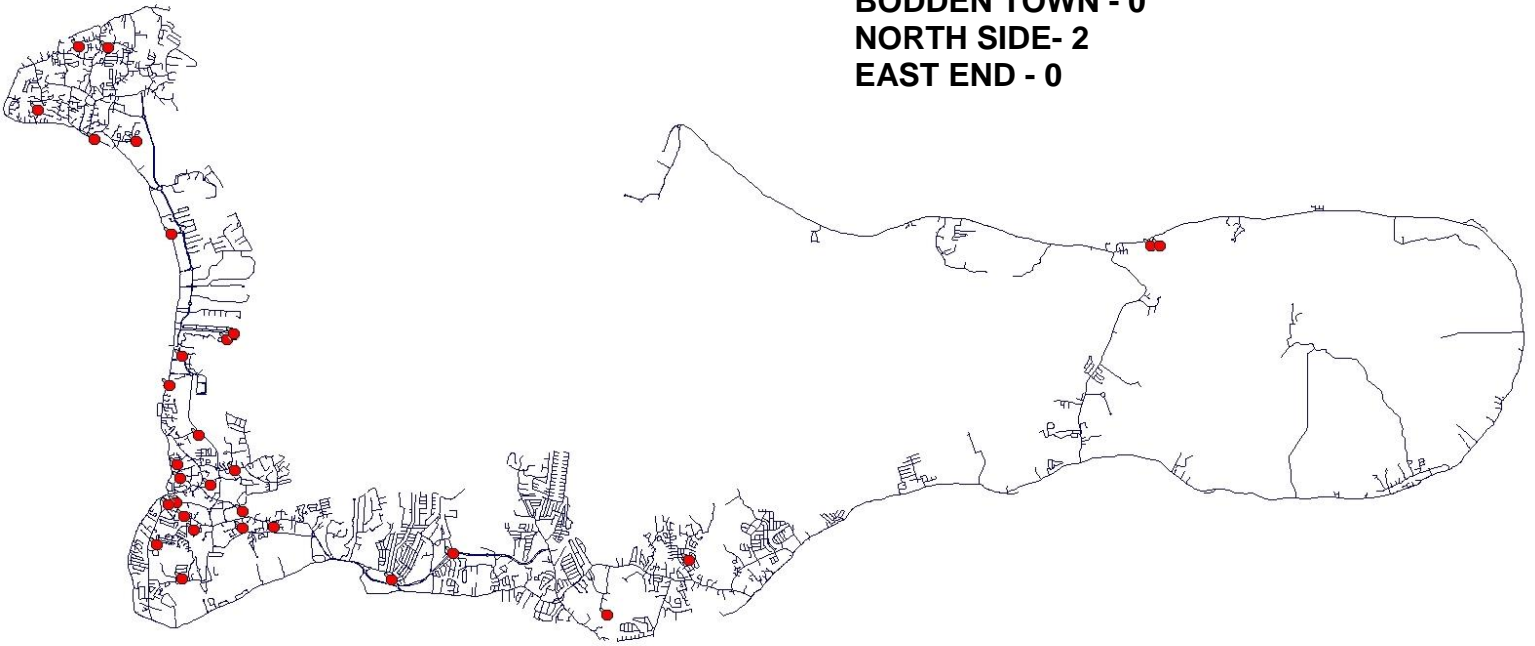 BODDEN TOWN - 0
NORTH SIDE- 2
EAST END - 0